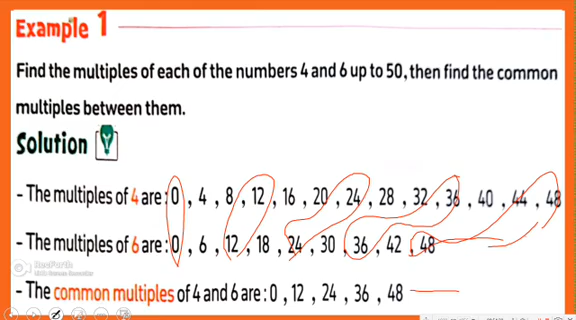 Example 1
Find the multiples of each of the numbers 4 and 6 up to 50, then find the common
multiples between them.
Solution
- The multiples of 4 are : 0 , 4 , 8 , 12 , 16 , 20 , 24 , 28 , 32 , 36 , 40 , 44 , 48
- The multiples of 6 are : 0 , 6 , 12 , 18 , 24 , 30 , 36 , 42 , 48
RecForth
- The common multiples of 4 and 6 are : 0 , 12 , 24 , 36 , 48